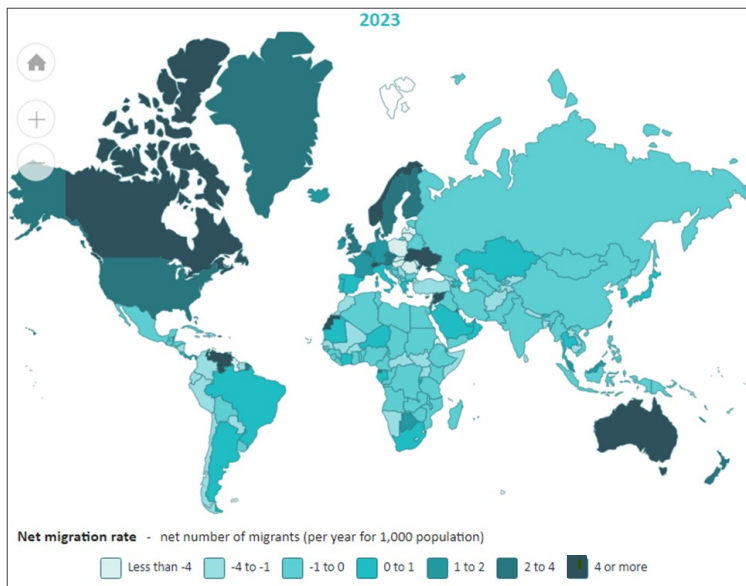 2023
Net migration rate - net number of migrants (per year for 1,000 population)
Less than -4 -4 to -1 -1 to 0 0 to 1 1 to 2 2 to 4 4 or more